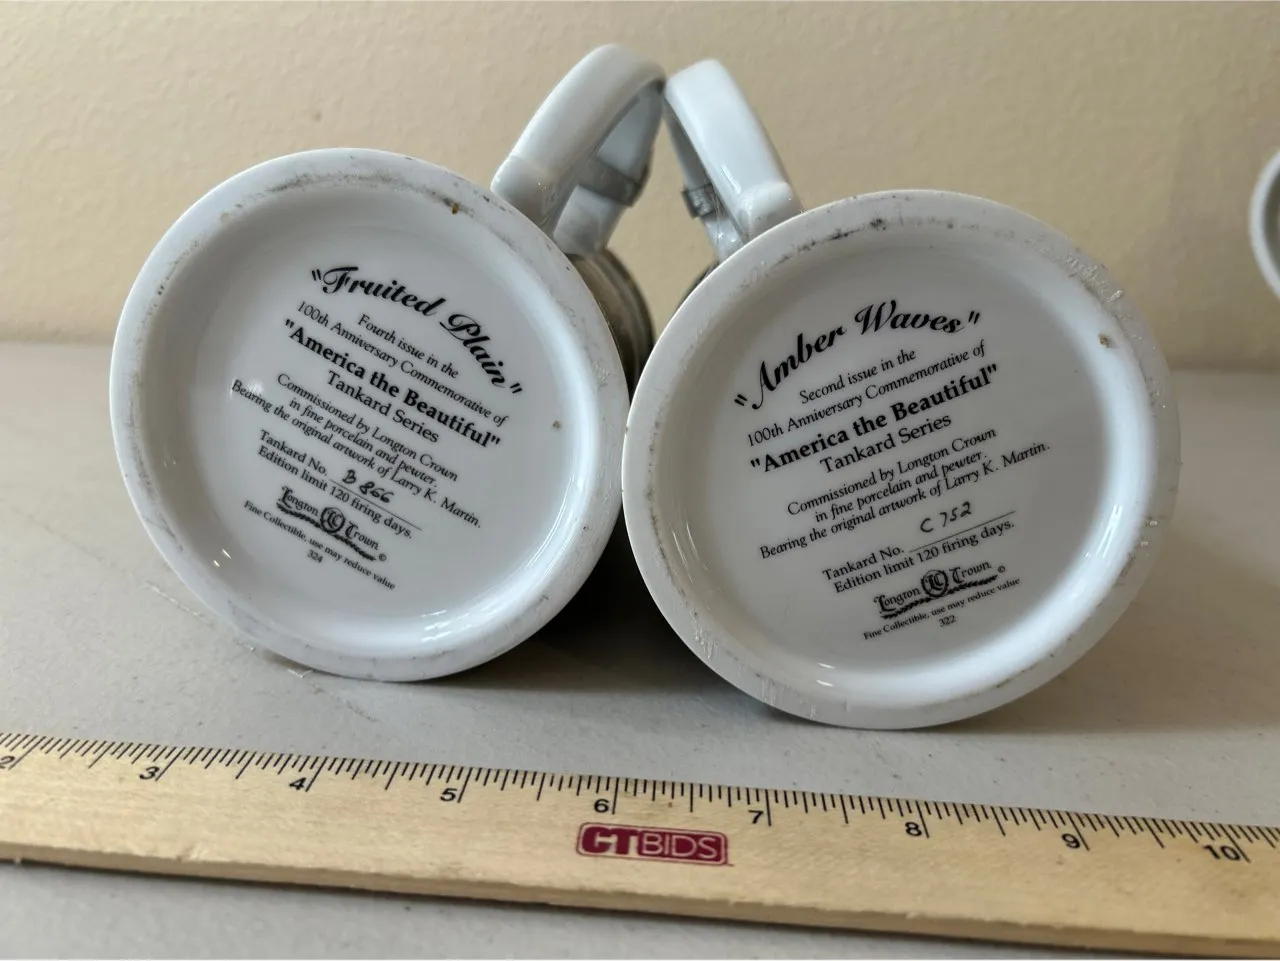 "Fruited Plain"
Fourth issue in the
100th Anniversary Commemorative of
"America the Beautiful"
Tankard Series
Commissioned by Longton Crown
in fine porcelain and pewter.
Bearing the original artwork of Larry K. Martin.
Tankard No. B 866
Edition limit 120 firing days.
Longton LC Crown ©
Fine Collectible, use may reduce value
324
"Amber Waves"
Second issue in the
100th Anniversary Commemorative of
"America the Beautiful"
Tankard Series
Commissioned by Longton Crown
in fine porcelain and pewter.
Bearing the original artwork of Larry K. Martin.
Tankard No. C 752
Edition limit 120 firing days.
Longton LC Crown ©
Fine Collectible, use may reduce value
322
2 3 4 5 6 7 8 9 10
GTBIDS